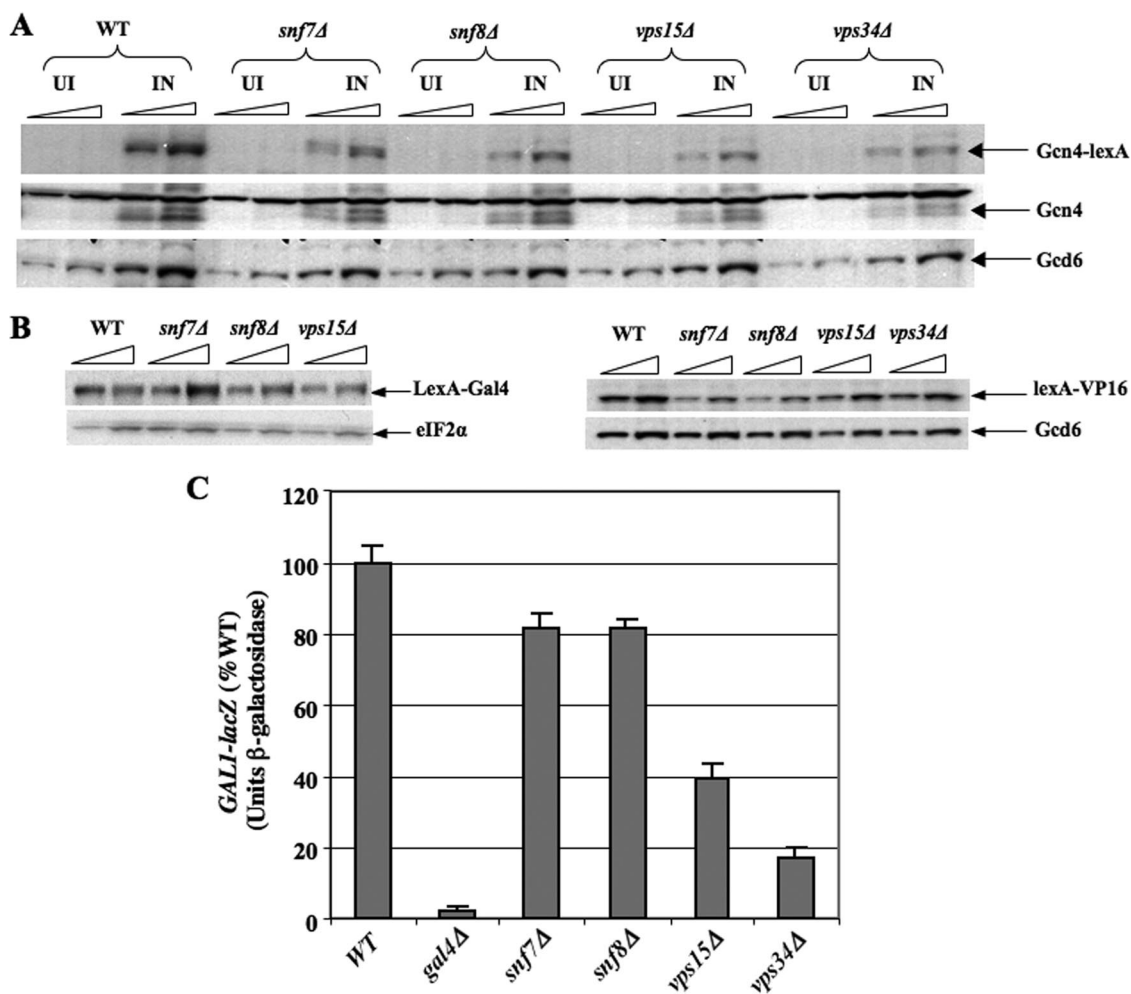 A
WT snf7Δ snf8Δ vps15Δ vps34Δ
UI IN UI IN UI IN UI IN UI IN
Gcn4-lexA
Gcn4
Gcd6
B
WT snf7Δ snf8Δ vps15Δ
LexA-Gal4
eIF2α
WT snf7Δ snf8Δ vps15Δ vps34Δ
lexA-VP16
Gcd6
C
GAL1-lacZ (%WT)
(Units β-galactosidase)
120
100
80
60
40
20
0
WT gal4Δ snf7Δ snf8Δ vps15Δ vps34Δ